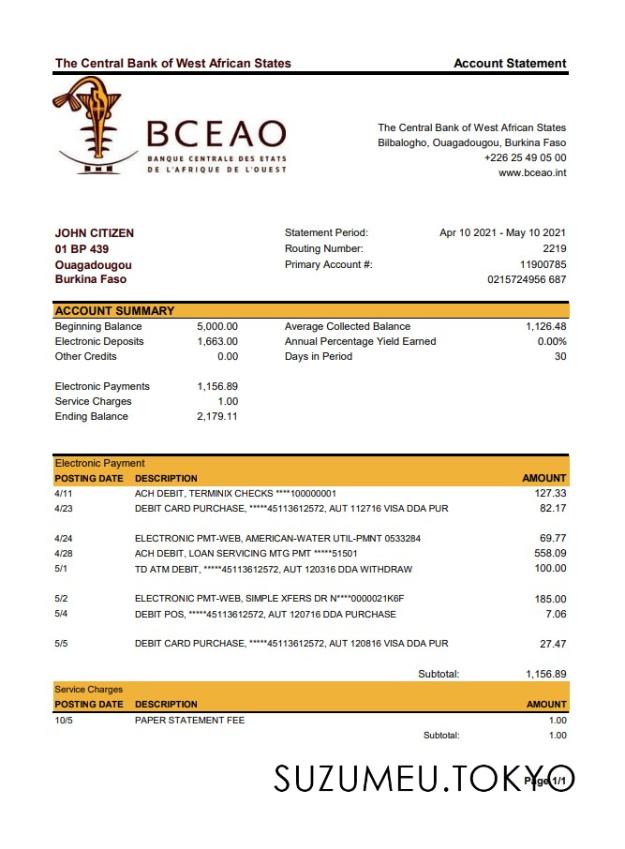 The Central Bank of West African States Account Statement
BCEAO
BANQUE CENTRALE DES ETATS
DE L'AFRIQUE DE L'OUEST
The Central Bank of West African States
Bilbalogho, Ouagadougou, Burkina Faso
+226 25 49 05 00
www.bceao.int
JOHN CITIZEN
01 BP 439
Ouagadougou
Burkina Faso
Statement Period: Apr 10 2021 - May 10 2021
Routing Number: 2219
Primary Account #: 11900785
0215724956 687
ACCOUNT SUMMARY
Beginning Balance 5,000.00 Average Collected Balance 1,126.48
Electronic Deposits 1,663.00 Annual Percentage Yield Earned 0.00%
Other Credits 0.00 Days in Period 30
Electronic Payments 1,156.89
Service Charges 1.00
Ending Balance 2,179.11
Electronic Payment
POSTING DATE DESCRIPTION AMOUNT
4/11 ACH DEBIT, TERMINIX CHECKS ****100000001 127.33
4/23 DEBIT CARD PURCHASE, *****45113612572, AUT 112716 VISA DDA PUR 82.17
4/24 ELECTRONIC PMT-WEB, AMERICAN-WATER UTIL-PMNT 0533284 69.77
4/28 ACH DEBIT, LOAN SERVICING MTG PMT *****51501 558.09
5/1 TD ATM DEBIT, *****45113612572, AUT 120316 DDA WITHDRAW 100.00
5/2 ELECTRONIC PMT-WEB, SIMPLE XFERS DR N****0000021K6F 185.00
5/4 DEBIT POS, *****45113612572, AUT 120716 DDA PURCHASE 7.06
5/5 DEBIT CARD PURCHASE, *****45113612572, AUT 120816 VISA DDA PUR 27.47
Subtotal: 1,156.89
Service Charges
POSTING DATE DESCRIPTION AMOUNT
10/5 PAPER STATEMENT FEE 1.00
Subtotal: 1.00
SUZUMEU.TOKYO
Page 1/1